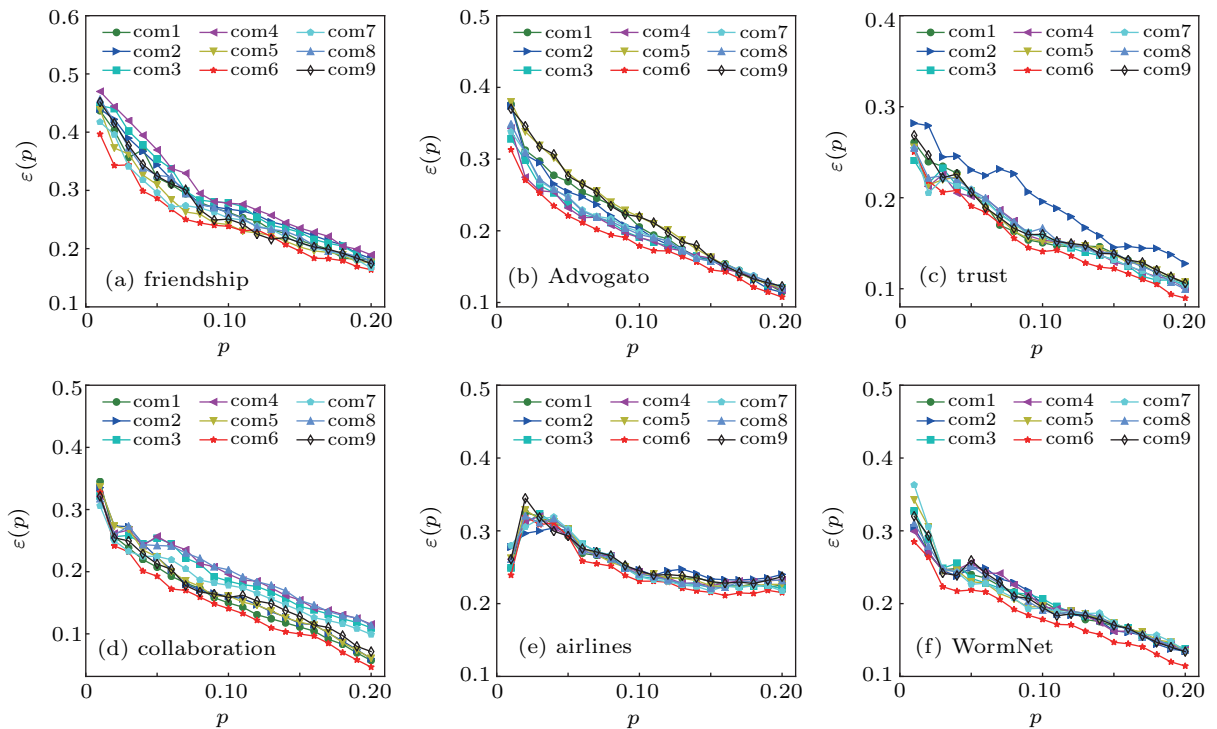 0.6
0.5
0.4
0.3
0.2
0.1
ε(p)
com1 com4 com7
com2 com5 com8
com3 com6 com9
(a) friendship
0 0.10 0.20
p
0.5
0.4
0.3
0.2
0.1
ε(p)
com1 com4 com7
com2 com5 com8
com3 com6 com9
(b) Advogato
0 0.10 0.20
p
0.4
0.3
0.2
0.1
ε(p)
com1 com4 com7
com2 com5 com8
com3 com6 com9
(c) trust
0 0.10 0.20
p
0.5
0.4
0.3
0.2
0.1
ε(p)
com1 com4 com7
com2 com5 com8
com3 com6 com9
(d) collaboration
0 0.10 0.20
p
0.5
0.4
0.3
0.2
0.1
ε(p)
com1 com4 com7
com2 com5 com8
com3 com6 com9
(e) airlines
0 0.10 0.20
p
0.5
0.4
0.3
0.2
0.1
ε(p)
com1 com4 com7
com2 com5 com8
com3 com6 com9
(f) WormNet
0 0.10 0.20
p